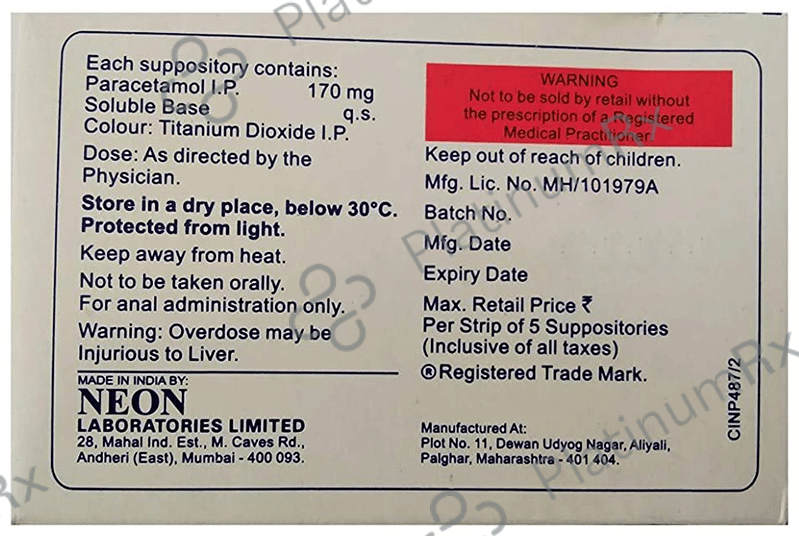 Each suppository contains:
Paracetamol I.P. 170 mg
Soluble Base q.s.
Colour: Titanium Dioxide I.P.
Dose: As directed by the
Physician.
Store in a dry place, below 30°C.
Protected from light.
Keep away from heat.
Not to be taken orally.
For anal administration only.
Warning: Overdose may be
Injurious to Liver.
MADE IN INDIA BY:
NEON
LABORATORIES LIMITED
28, Mahal Ind. Est., M. Caves Rd.,
Andheri (East), Mumbai - 400 093.
WARNING
Not to be sold by retail without
the prescription of a Registered
Medical Practitioner.
Keep out of reach of children.
Mfg. Lic. No. MH/101979A
Batch No.
Mfg. Date
Expiry Date
Max. Retail Price ₹
Per Strip of 5 Suppositories
(Inclusive of all taxes)
®Registered Trade Mark.
Manufactured At:
Plot No. 11, Dewan Udyog Nagar, Aliyali,
Palghar, Maharashtra - 401 404.
CINP487/2
PlatinumRx
PlatinumRx
Rx